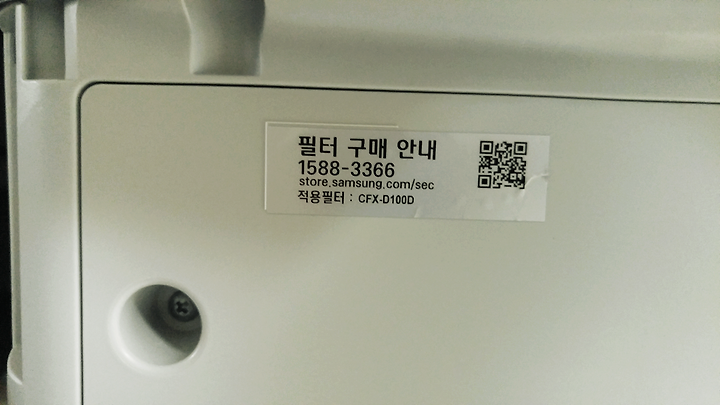 필터 구매 안내
1588-3366
store.samsung.com/sec
적용필터 : CFX-D100D